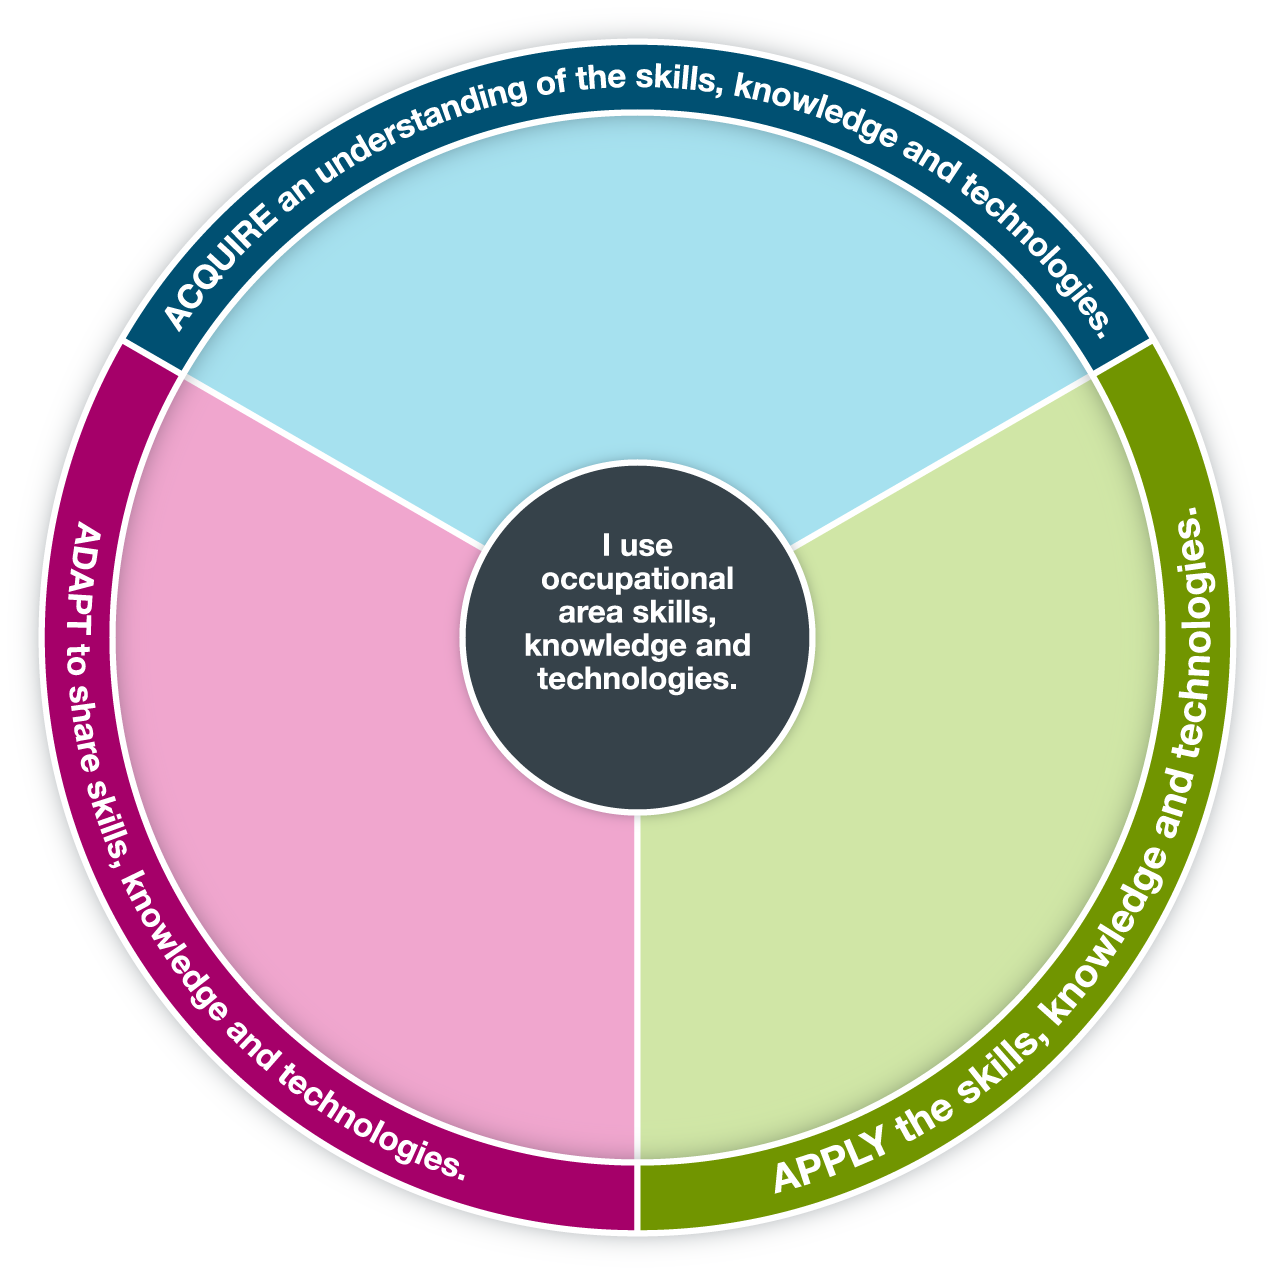 ACQUIRE an understanding of the skills, knowledge and technologies.
I use
occupational
area skills,
knowledge and
technologies.
APPLY the skills, knowledge and technologies.
ADAPT to share skills, knowledge and technologies.